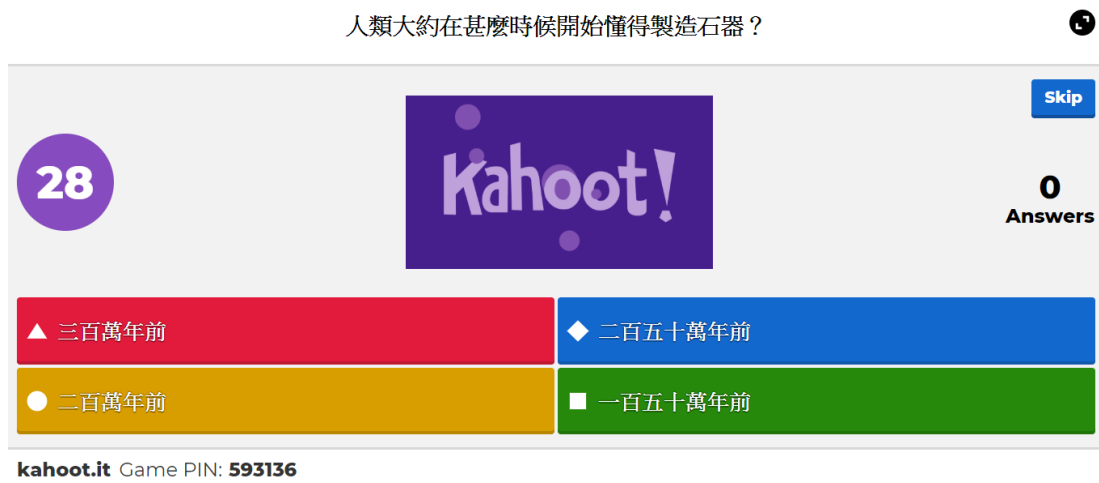 人類大約在甚麼時候開始懂得製造石器？
Skip
28
Kahoot!
0
Answers
三百萬年前
二百五十萬年前
二百萬年前
一百五十萬年前
kahoot.it Game PIN: 593136